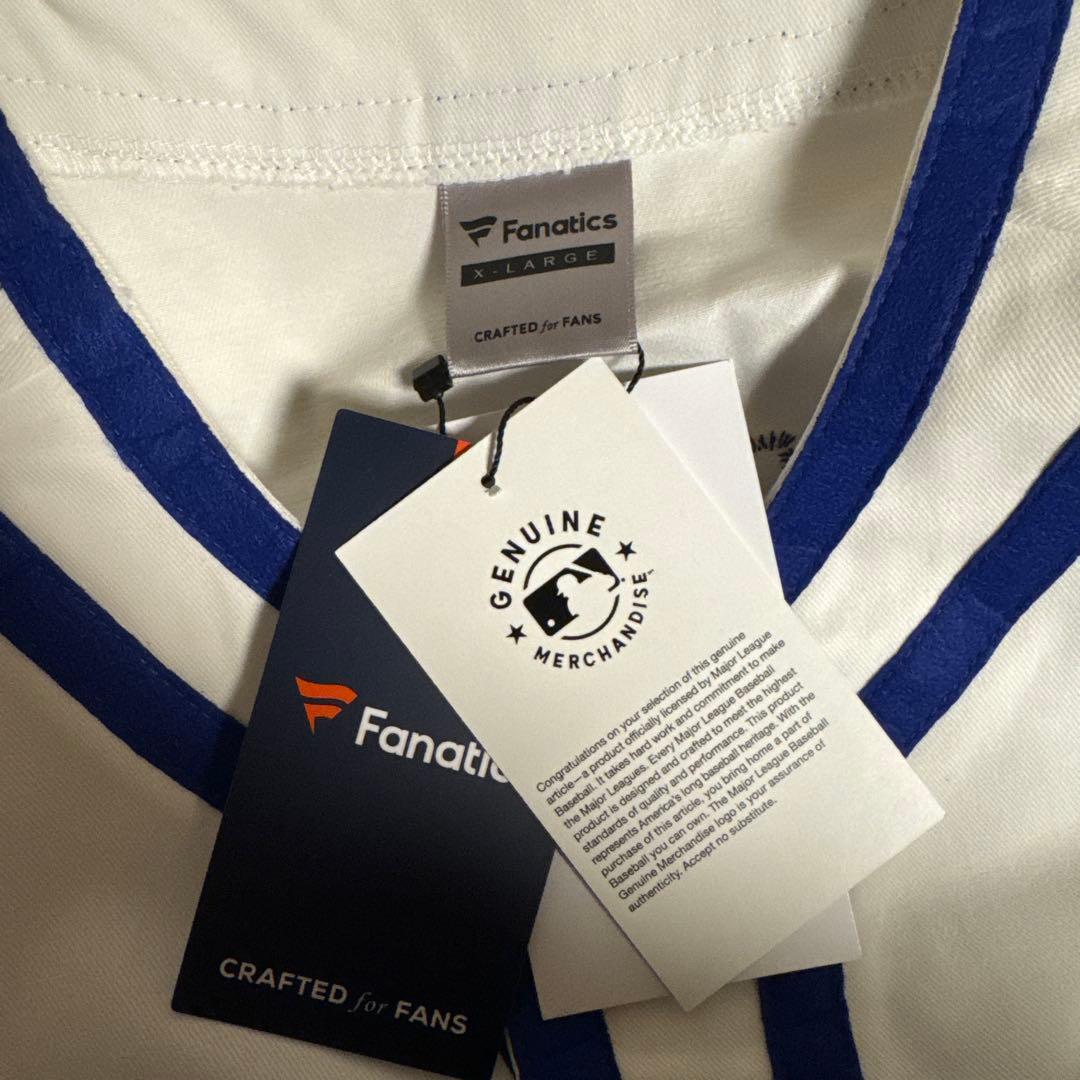 Fanatics
X-LARGE
CRAFTED for FANS
GENUINE
MERCHANDISE™
Congratulations on your selection of this genuine
article—a product officially licensed by Major League
Baseball. It takes hard work and commitment to make
the Major Leagues. Every Major League Baseball
product is designed and crafted to meet the highest
standards of quality and performance. This product
represents America's long baseball heritage. With the
purchase of this article, you bring home a part of
Baseball you can own. The Major League Baseball
Genuine Merchandise logo is your assurance of
authenticity. Accept no substitute.
Fanatic
CRAFTED for FANS